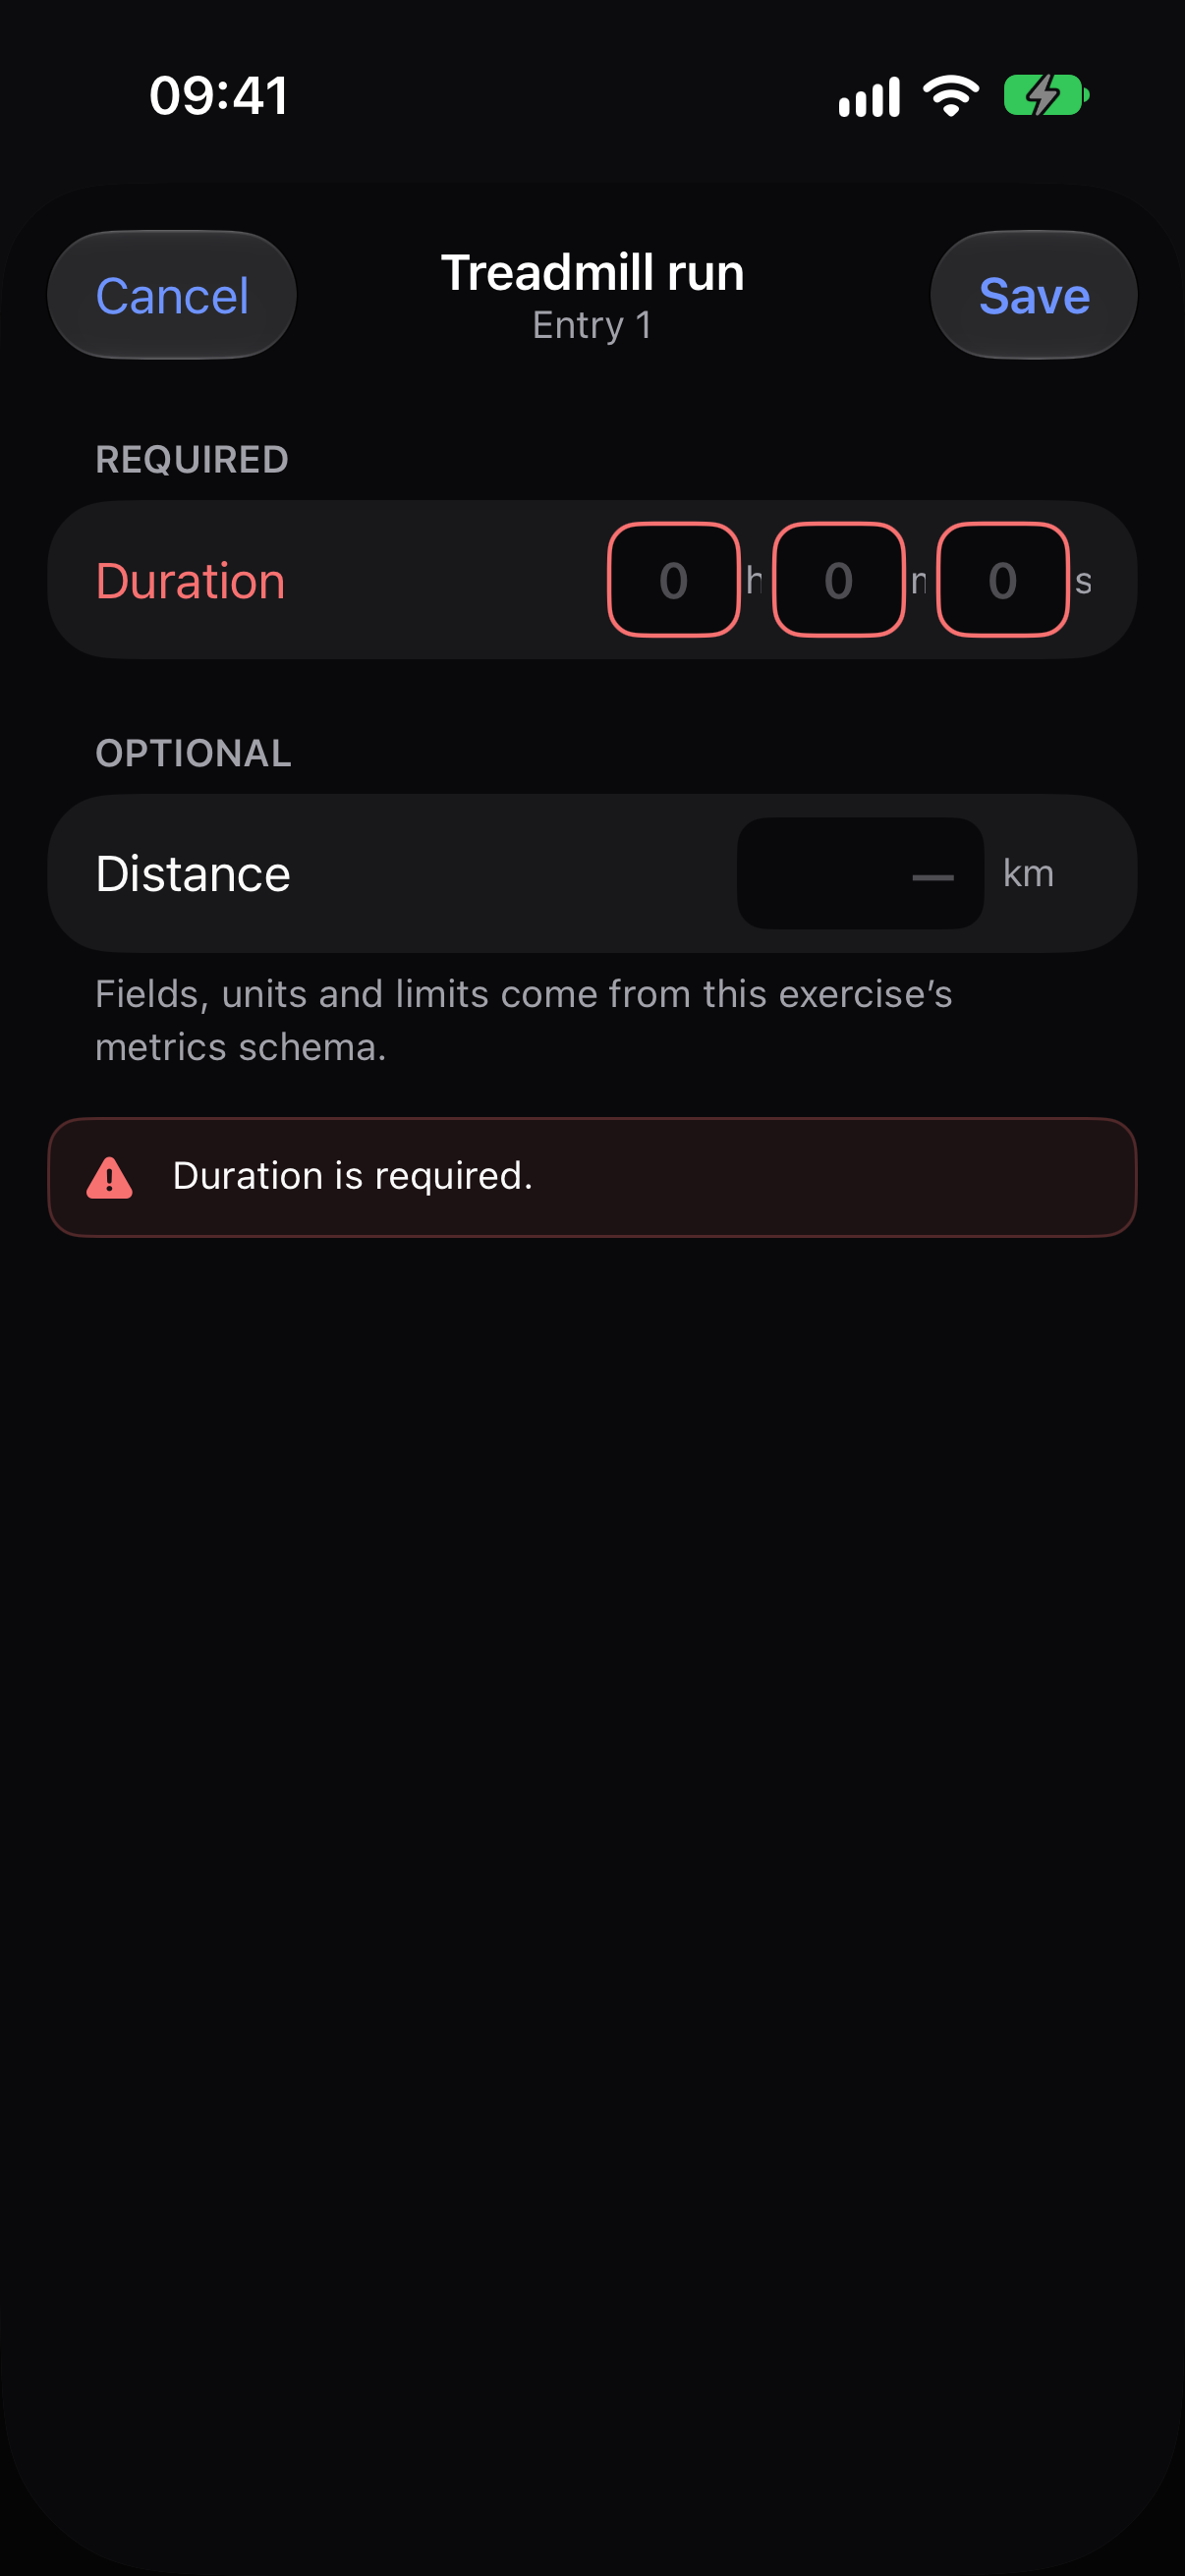 09:41
Cancel
Treadmill run
Save
Entry 1
REQUIRED
Duration 0 h 0 0 s
OPTIONAL
Distance — km
Fields, units and limits come from this exercise’s
metrics schema.
Duration is required.